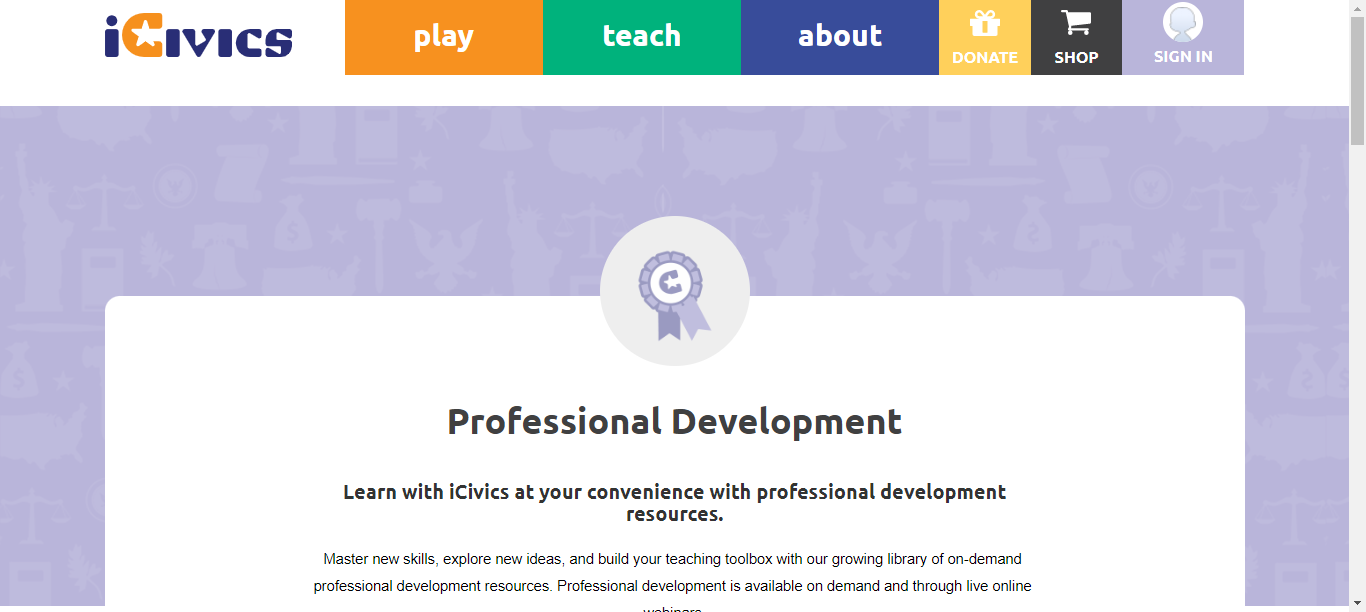 iCivics
play
teach
about
DONATE
SHOP
SIGN IN
Professional Development
Learn with iCivics at your convenience with professional development
resources.
Master new skills, explore new ideas, and build your teaching toolbox with our growing library of on-demand
professional development resources. Professional development is available on demand and through live online
webinars.